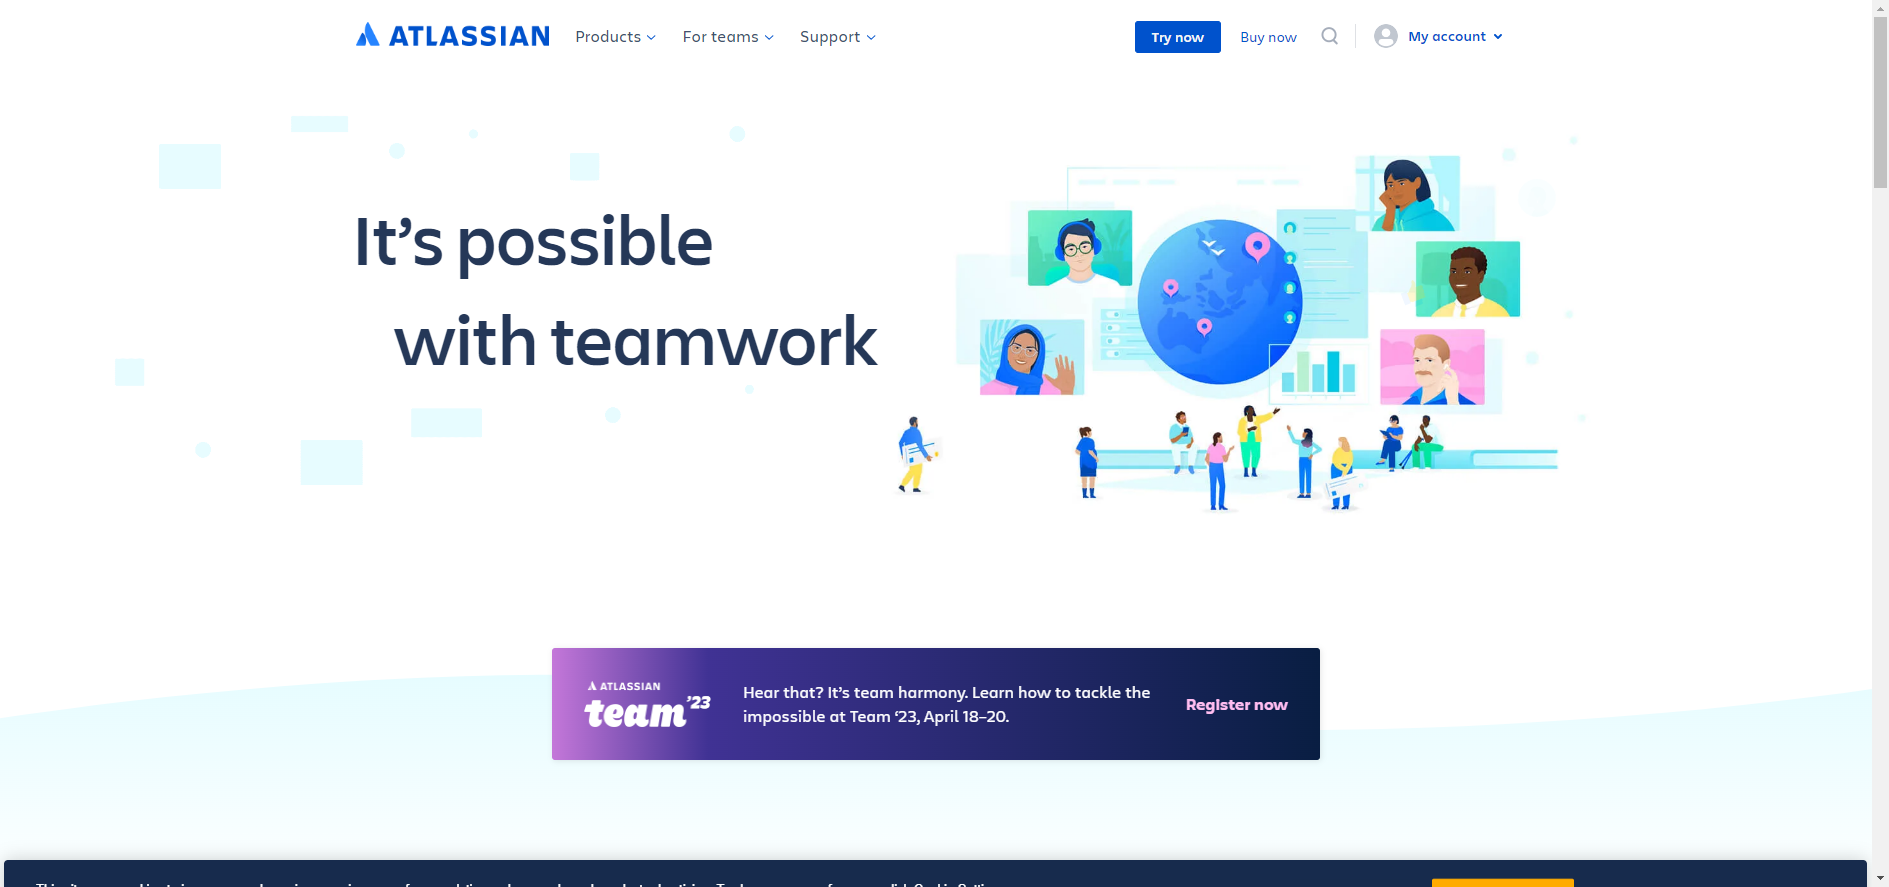 ATLASSIAN
Products
For teams
Support
Try now
Buy now
My account
It’s possible
with teamwork
ATLASSIAN
team ’23
Hear that? It’s team harmony. Learn how to tackle the
impossible at Team ‘23, April 18–20.
Register now